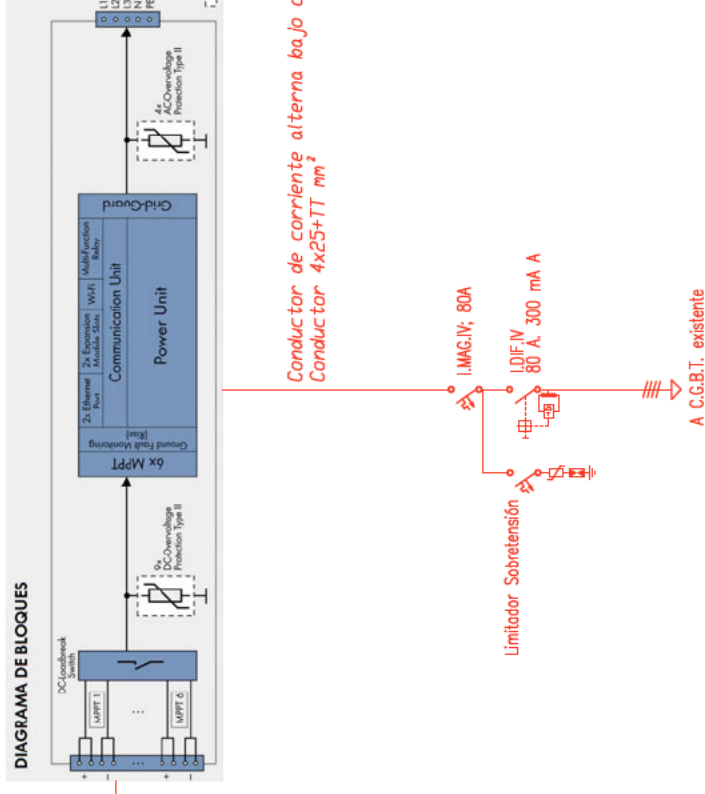 DIAGRAMA DE BLOQUES
DC-Loadbreak
Switch
+
-
MPPT 1
...
MPPT 6
+
-
9x
DC-Overvoltage
Protection Type II
6x MPPT
Ground Fault Monitoring
(Riso)
2x Ethernet
Port
2x Expansion
Module Slots
Wi-Fi
Multi-Function
Relay
Communication Unit
Power Unit
Grid-Guard
4x
AC-Overvoltage
Protection Type II
L1
L2
L3
N
PE
Conductor de corriente alterna bajo
Conductor 4x25+TT mm²
I.MAG.IV; 80A
I.DIF.IV
80 A. 300 mA A
Limitador Sobretensión
A C.G.B.T. existente